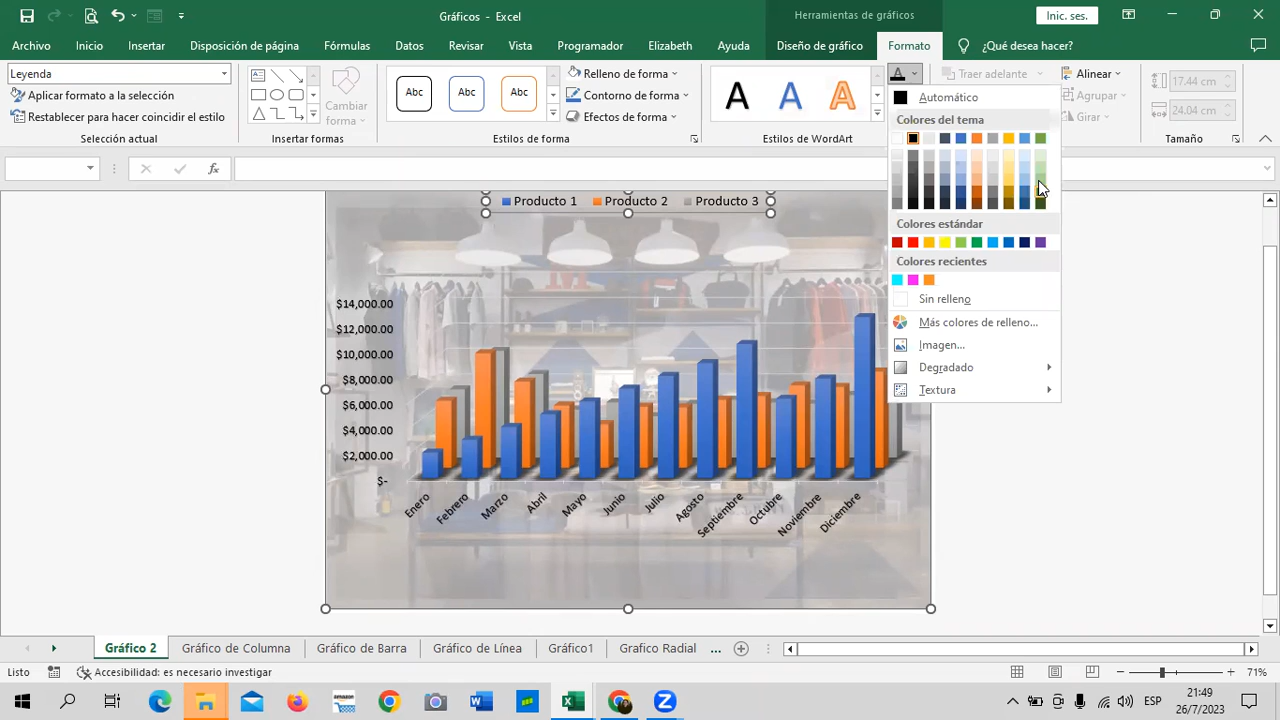 Gráficos - Excel
Herramientas de gráficos
Inic. ses.
Archivo Inicio Insertar Disposición de página Fórmulas Datos Revisar Vista Programador Elizabeth Ayuda Diseño de gráfico Formato ¿Qué desea hacer?
Leyenda
Aplicar formato a la selección
Restablecer para hacer coincidir el estilo
Selección actual
Cambiar forma
Insertar formas
Abc Abc Abc
Relleno de forma
Contorno de forma
Efectos de forma
Estilos de forma
A A A
Estilos de WordArt
A
Traer adelante
Alinear
Agrupar
Girar
17.44 cm
24.04 cm
Tamaño
Automático
Colores del tema
Colores estándar
Colores recientes
Sin relleno
Más colores de relleno...
Imagen...
Degradado
Textura
fx
Producto 1 Producto 2 Producto 3
$14,000.00
$12,000.00
$10,000.00
$8,000.00
$6,000.00
$4,000.00
$2,000.00
$-
Enero Febrero Marzo Abril Mayo Junio Julio Agosto Septiembre Octubre Noviembre Diciembre
Gráfico 2 Gráfico de Columna Gráfico de Barra Gráfico de Línea Gráfico1 Grafico Radial ...
Listo Accesibilidad: es necesario investigar 71%
amazon
ESP
21:49
26/7/2023